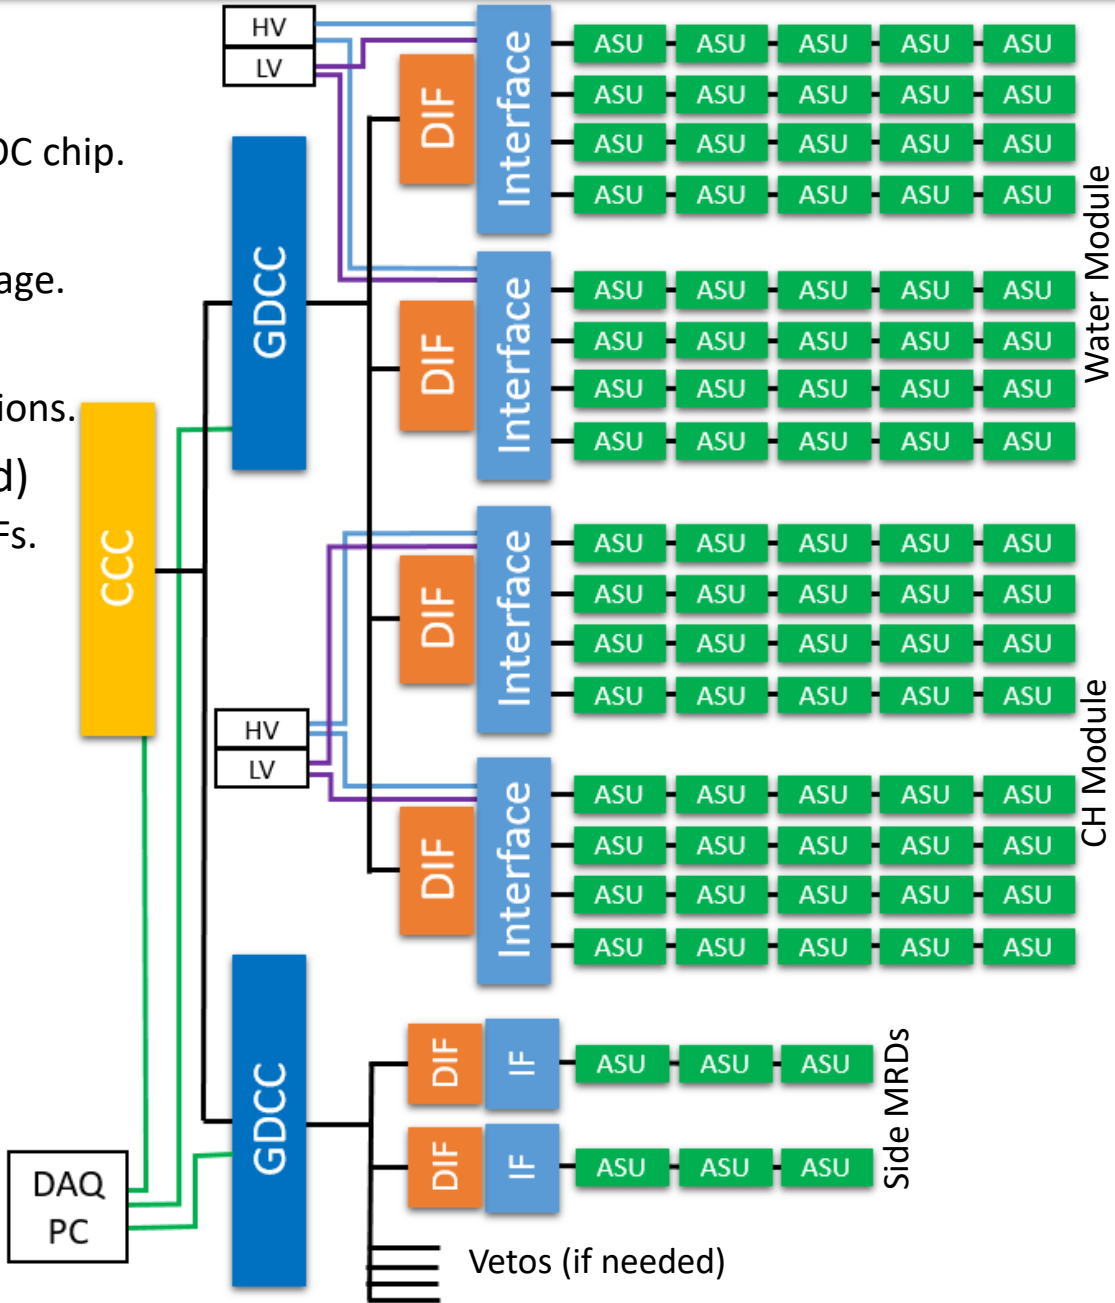 HV
LV
OC chip.
age.
ions.
d)
Fs.
CCC
GDCC
DIF
Interface
ASU ASU ASU ASU ASU
ASU ASU ASU ASU ASU
ASU ASU ASU ASU ASU
ASU ASU ASU ASU ASU
DIF
Interface
ASU ASU ASU ASU ASU
ASU ASU ASU ASU ASU
ASU ASU ASU ASU ASU
ASU ASU ASU ASU ASU
Water Module
HV
LV
DIF
Interface
ASU ASU ASU ASU ASU
ASU ASU ASU ASU ASU
ASU ASU ASU ASU ASU
ASU ASU ASU ASU ASU
DIF
Interface
ASU ASU ASU ASU ASU
ASU ASU ASU ASU ASU
ASU ASU ASU ASU ASU
ASU ASU ASU ASU ASU
CH Module
GDCC
DIF
IF
ASU ASU ASU
DIF
IF
ASU ASU ASU
Side MRDs
DAQ
PC
Vetos (if needed)